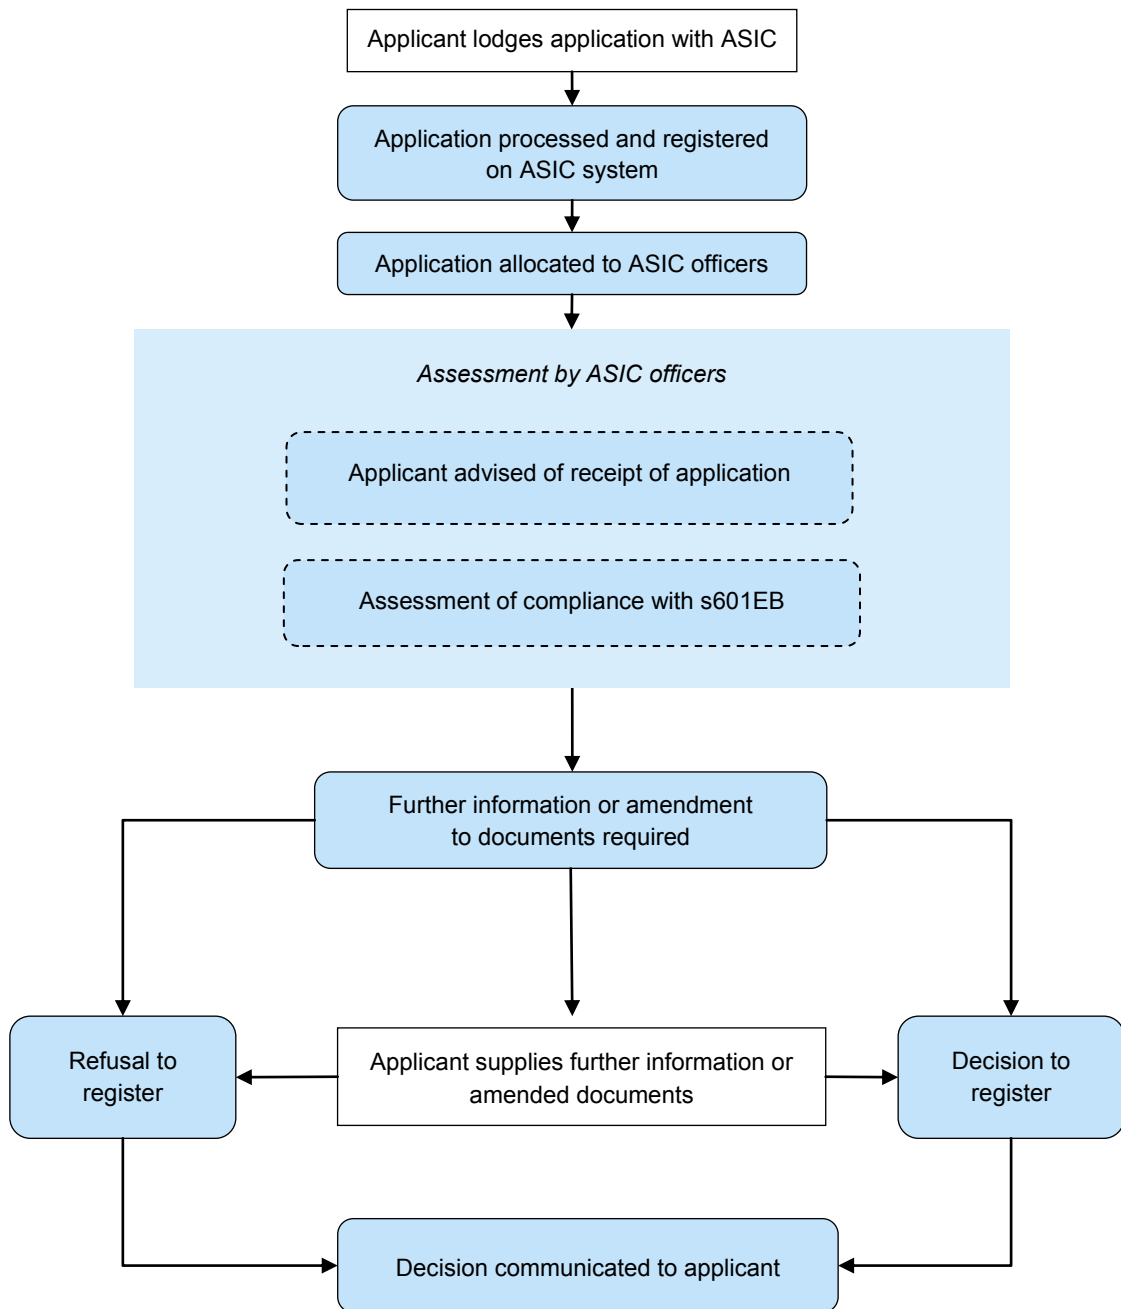 Applicant lodges application with ASIC
Application processed and registered
on ASIC system
Application allocated to ASIC officers
Assessment by ASIC officers
Applicant advised of receipt of application
Assessment of compliance with s601EB
Further information or amendment
to documents required
Refusal to
register
Applicant supplies further information or
amended documents
Decision to
register
Decision communicated to applicant